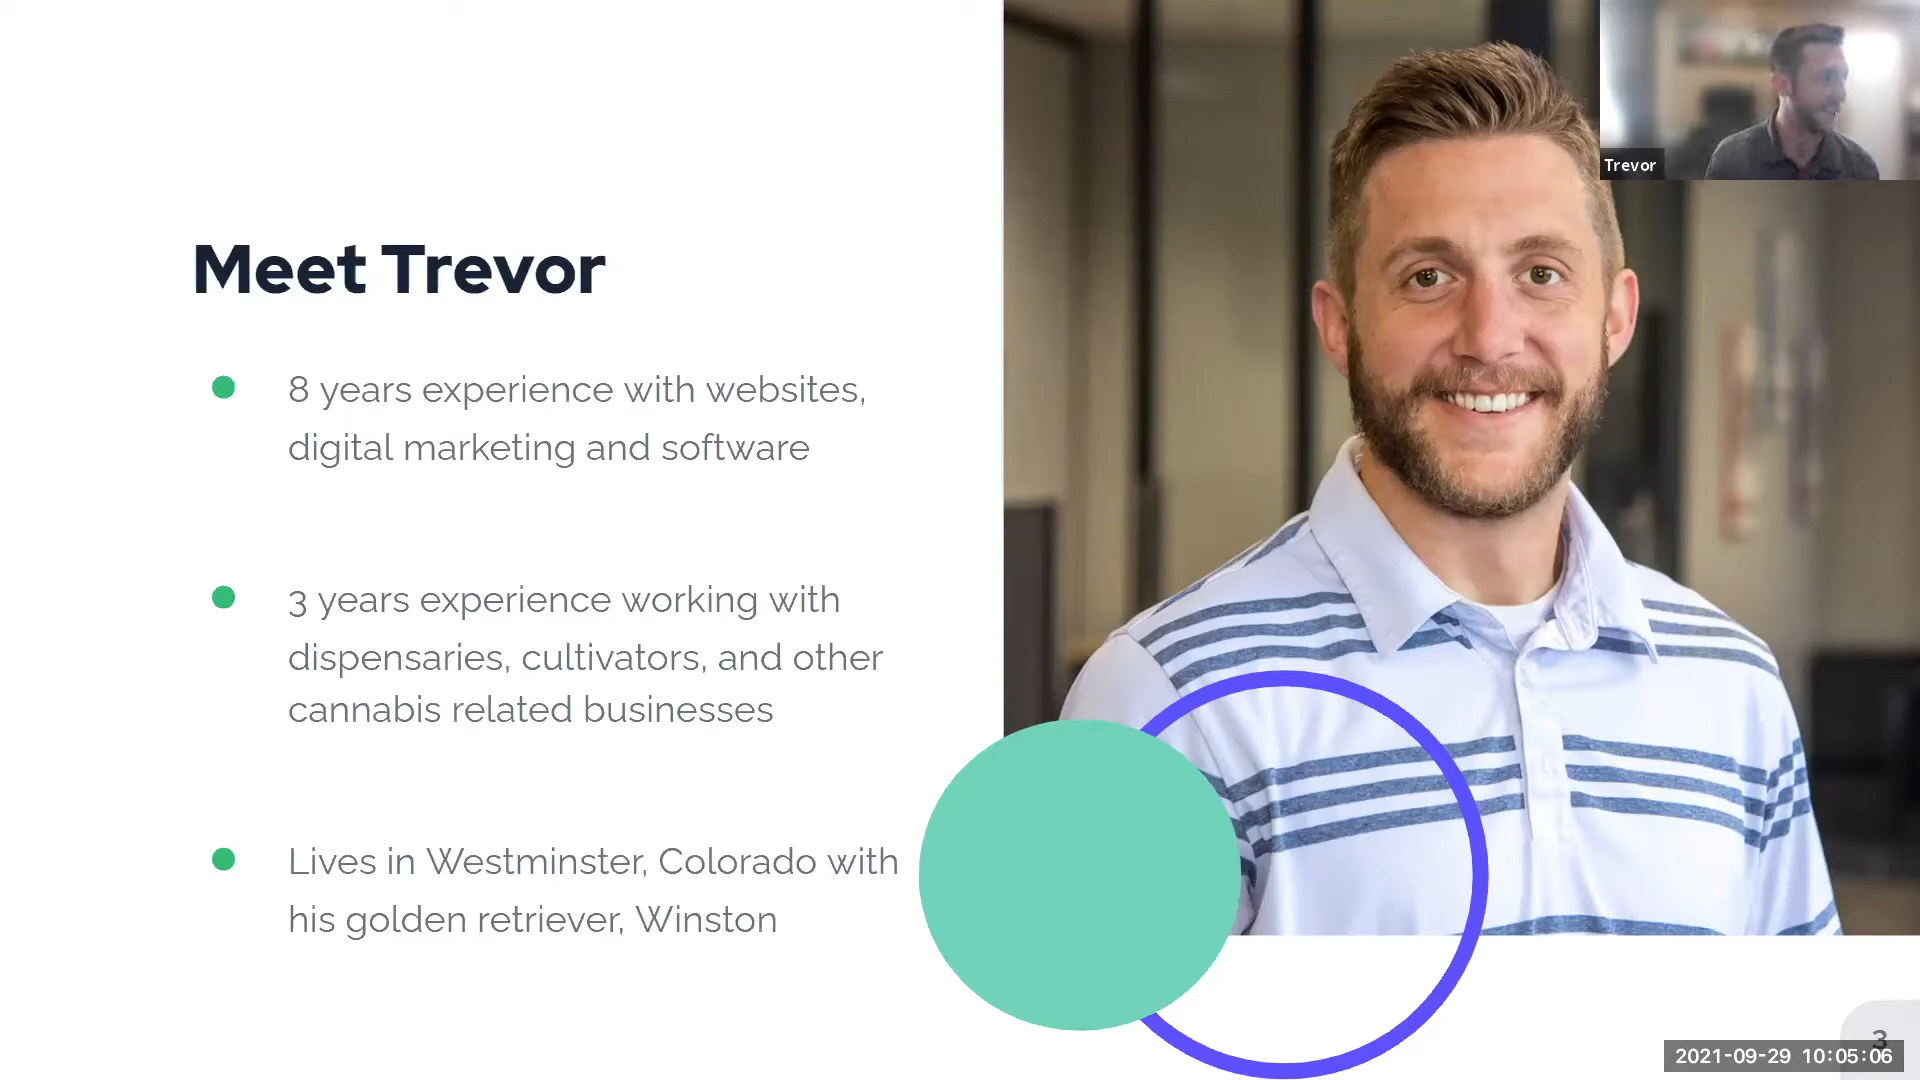 Meet Trevor
8 years experience with websites,
digital marketing and software
3 years experience working with
dispensaries, cultivators, and other
cannabis related businesses
Lives in Westminster, Colorado with
his golden retriever, Winston
Trevor
3
2021-09-29 10:05:06